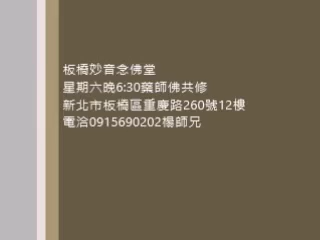 板橋妙音念佛堂
星期六晚6:30藥師佛共修
新北市板橋區重慶路260號12樓
電洽0915690202楊師兄